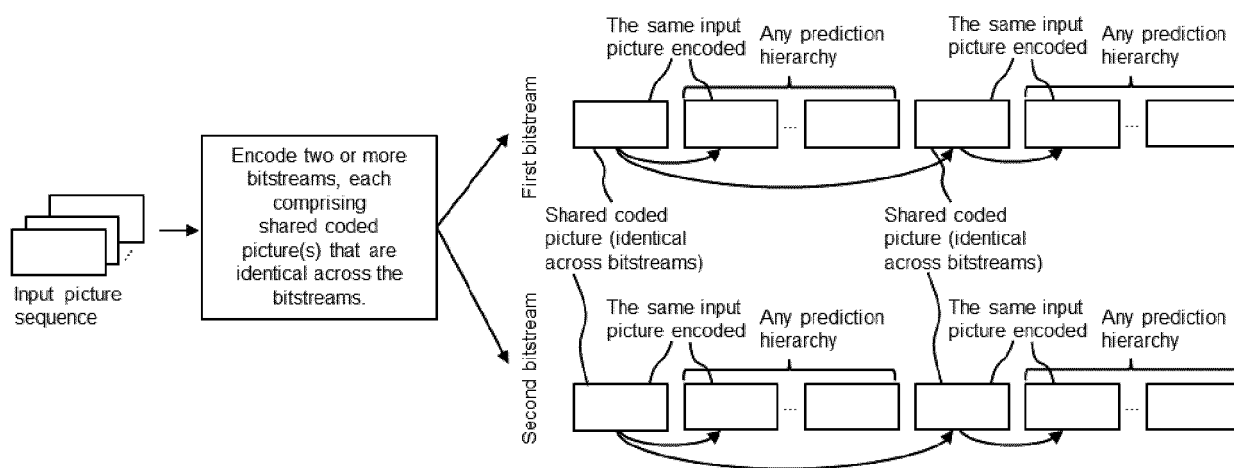 Input picture
sequence
Encode two or more
bitstreams, each
comprising
shared coded
picture(s) that are
identical across the
bitstreams.
First bitstream
The same input
picture encoded
Any prediction
hierarchy
The same input
picture encoded
Any prediction
hierarchy
...
...
Shared coded
picture (identical
across bitstreams)
Shared coded
picture (identical
across bitstreams)
Second bitstream
The same input
picture encoded
Any prediction
hierarchy
The same input
picture encoded
Any prediction
hierarchy
...
...